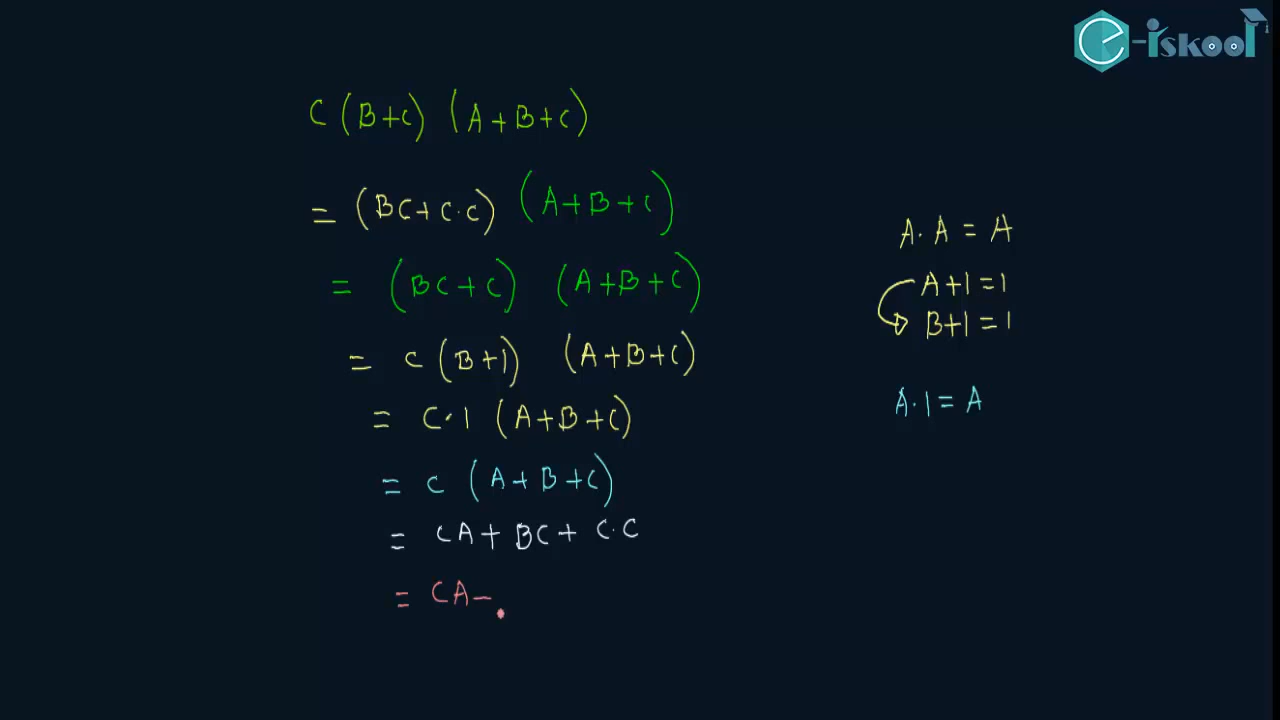 e-iskool
C (B+C) (A+B+C)
= (BC+C·C) (A+B+C)
= (BC+C) (A+B+C)
= C (B+1) (A+B+C)
= C·1 (A+B+C)
= C (A+B+C)
= CA+BC+C·C
= CA-
A·A = A
A+1=1
B+1=1
A·1=A